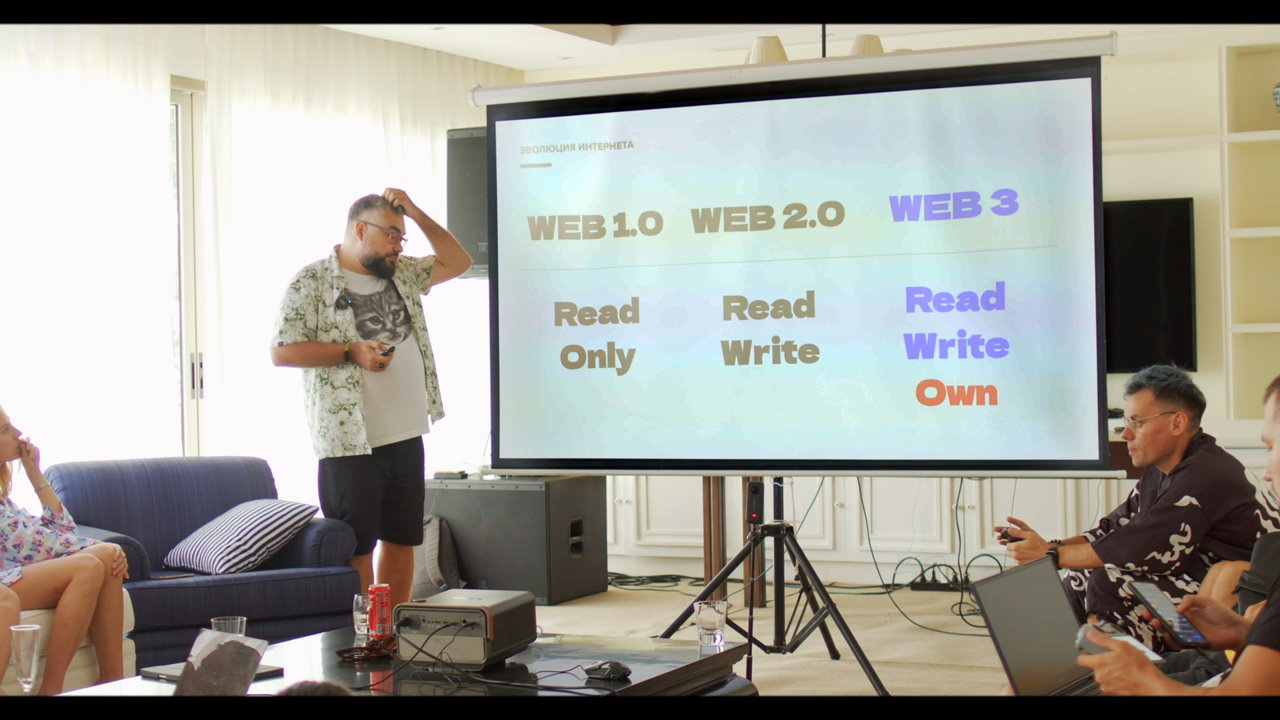 ЭВОЛЮЦИЯ ИНТЕРНЕТА
WEB 1.0 WEB 2.0 WEB 3
Read Read Read
Only Write Write
Own